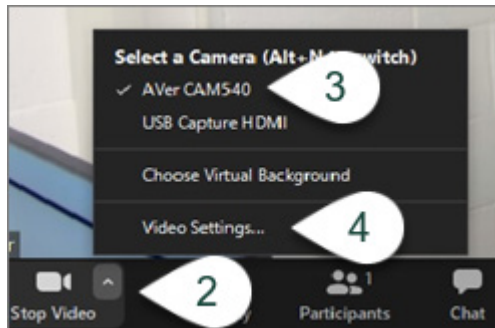 Select a Camera (Alt+N switch)
✓ AVer CAM540
3
USB Capture HDMI
Choose Virtual Background
Video Settings...
4
r
2
1
Stop Video
y
Participants
Chat